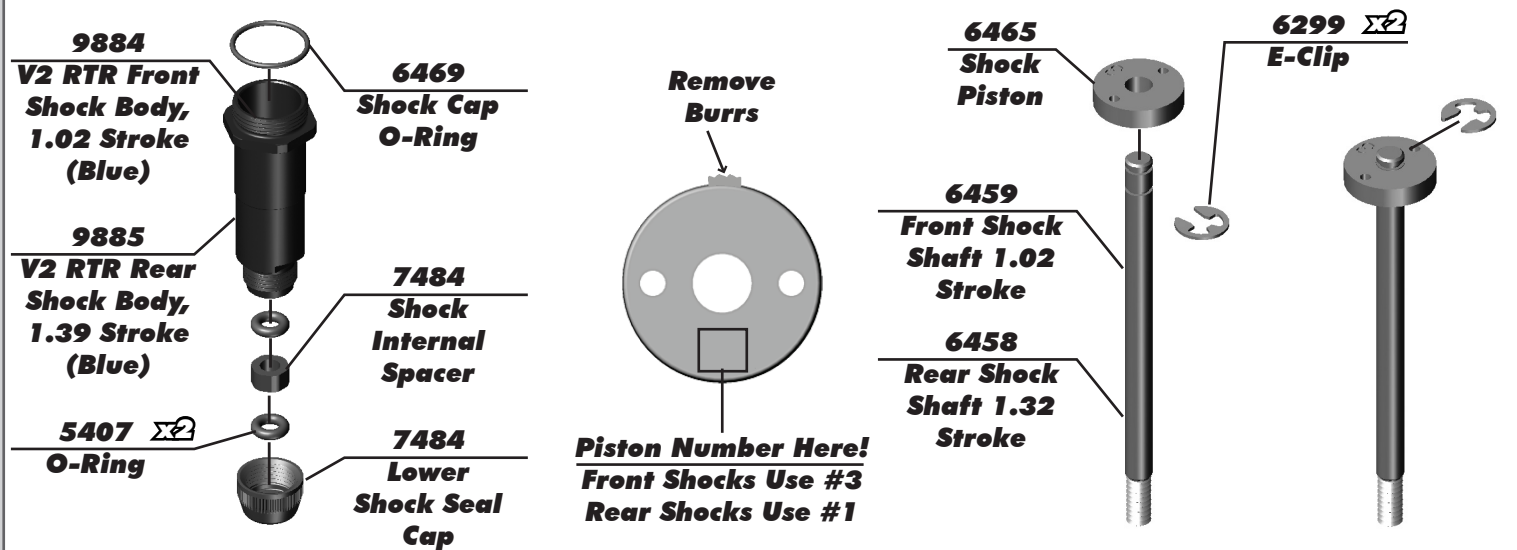 9884
V2 RTR Front
Shock Body,
1.02 Stroke
(Blue)
9885
V2 RTR Rear
Shock Body,
1.39 Stroke
(Blue)
5407 x2
O-Ring
6469
Shock Cap
O-Ring
7484
Shock
Internal
Spacer
7484
Lower
Shock Seal
Cap
Remove
Burrs
Piston Number Here!
Front Shocks Use #3
Rear Shocks Use #1
6465
Shock
Piston
6459
Front Shock
Shaft 1.02
Stroke
6458
Rear Shock
Shaft 1.32
Stroke
6299 x2
E-Clip